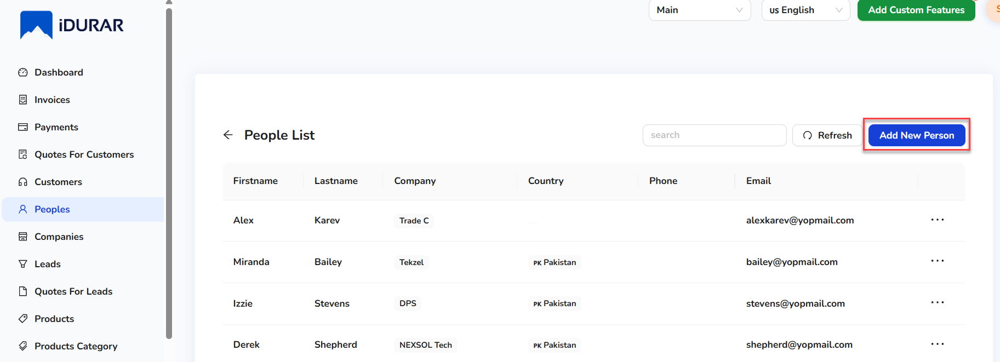 iDURAR
Main
us English
Add Custom Features
S
Dashboard
Invoices
Payments
Quotes For Customers
Customers
Peoples
Companies
Leads
Quotes For Leads
Products
Products Category
People List
search
Refresh
Add New Person
Firstname Lastname Company Country Phone Email
Alex Karev Trade C alexkarev@yopmail.com
Miranda Bailey Tekzel PK Pakistan bailey@yopmail.com
Izzie Stevens DPS PK Pakistan stevens@yopmail.com
Derek Shepherd NEXSOL Tech PK Pakistan shepherd@yopmail.com